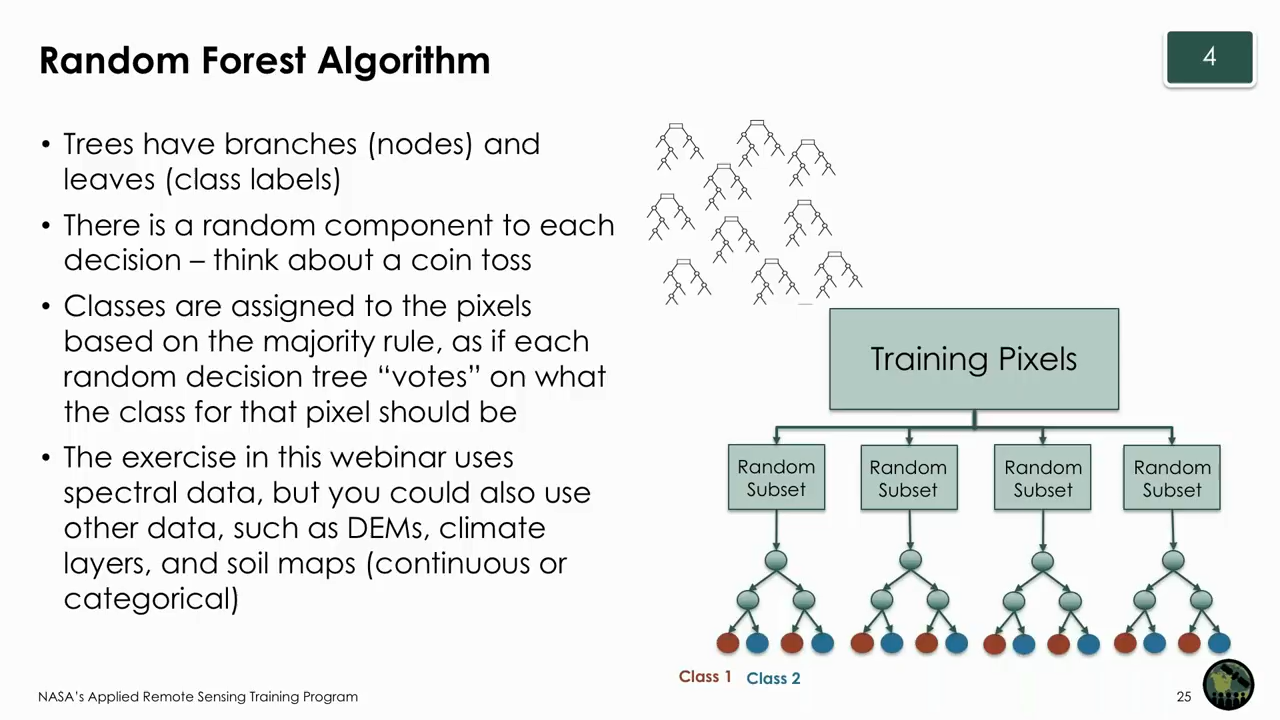 Random Forest Algorithm
4
• Trees have branches (nodes) and
leaves (class labels)
• There is a random component to each
decision – think about a coin toss
• Classes are assigned to the pixels
based on the majority rule, as if each
random decision tree “votes” on what
the class for that pixel should be
• The exercise in this webinar uses
spectral data, but you could also use
other data, such as DEMs, climate
layers, and soil maps (continuous or
categorical)
Training Pixels
Random
Subset
Random
Subset
Random
Subset
Random
Subset
Class 1
Class 2
NASA’s Applied Remote Sensing Training Program
25